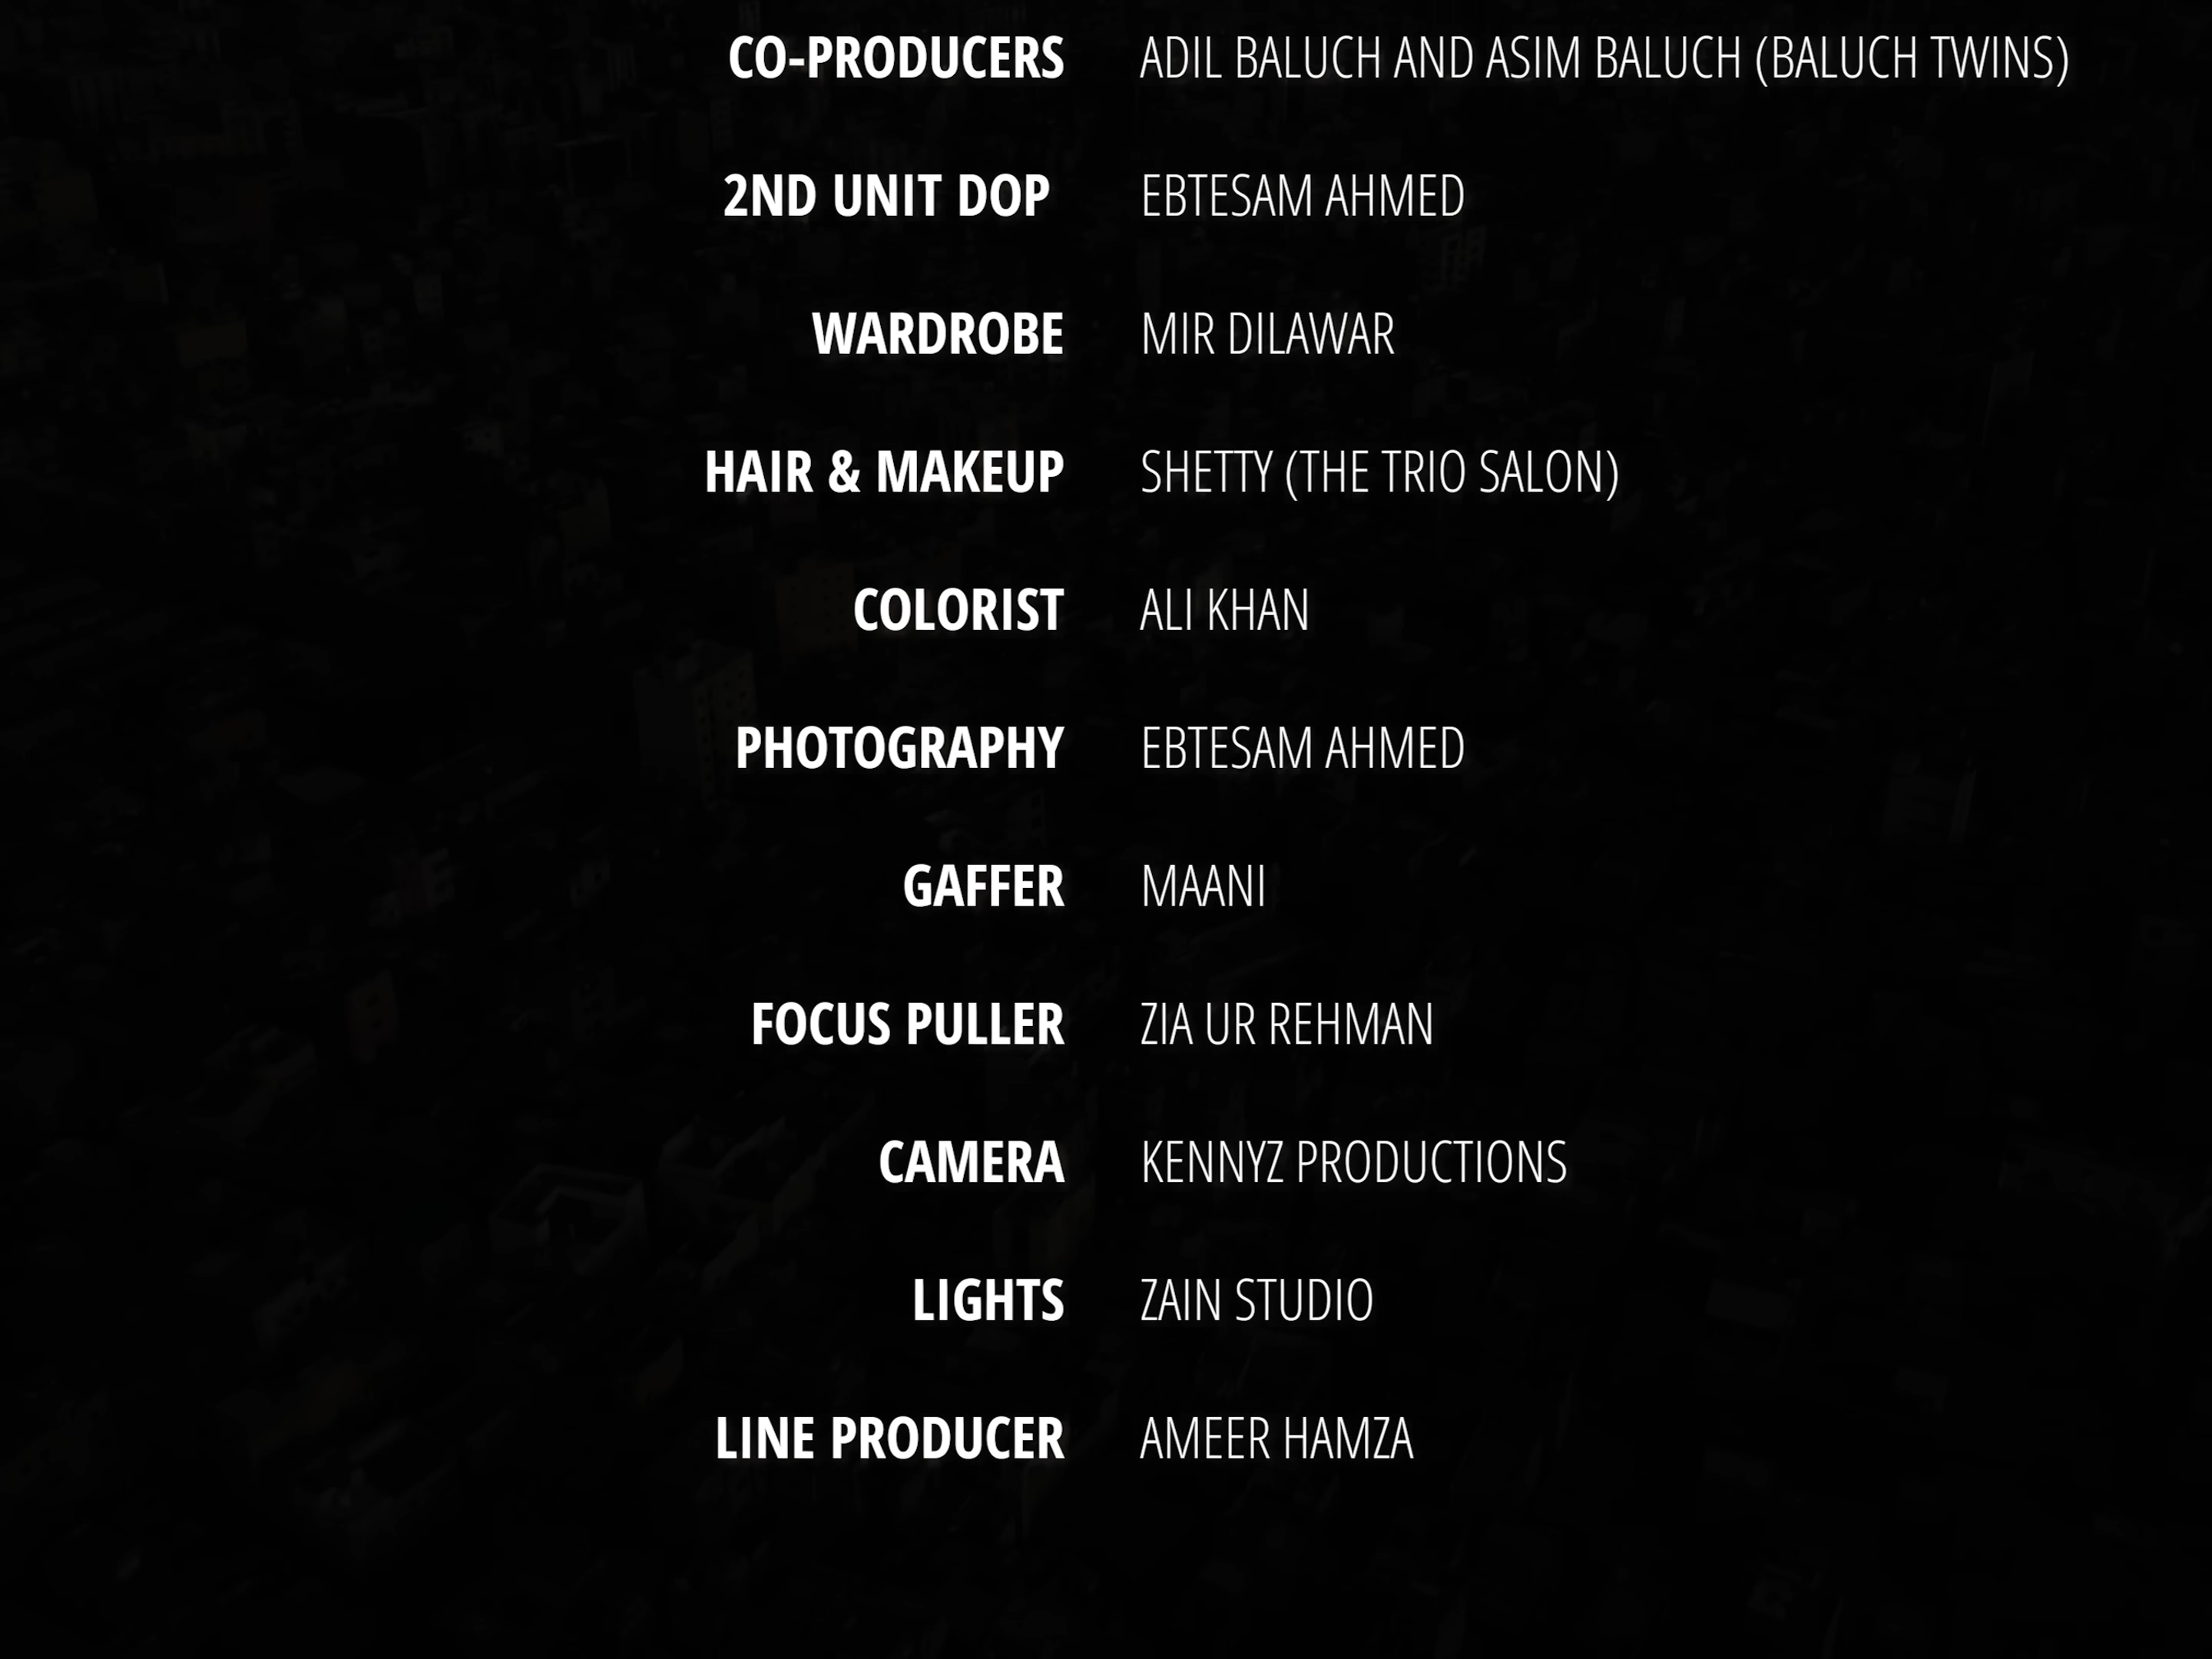 CO-PRODUCERS ADIL BALUCH AND ASIM BALUCH (BALUCH TWINS)
2ND UNIT DOP EBTESAM AHMED
WARDROBE MIR DILAWAR
HAIR & MAKEUP SHETTY (THE TRIO SALON)
COLORIST ALI KHAN
PHOTOGRAPHY EBTESAM AHMED
GAFFER MAANI
FOCUS PULLER ZIA UR REHMAN
CAMERA KENNYZ PRODUCTIONS
LIGHTS ZAIN STUDIO
LINE PRODUCER AMEER HAMZA